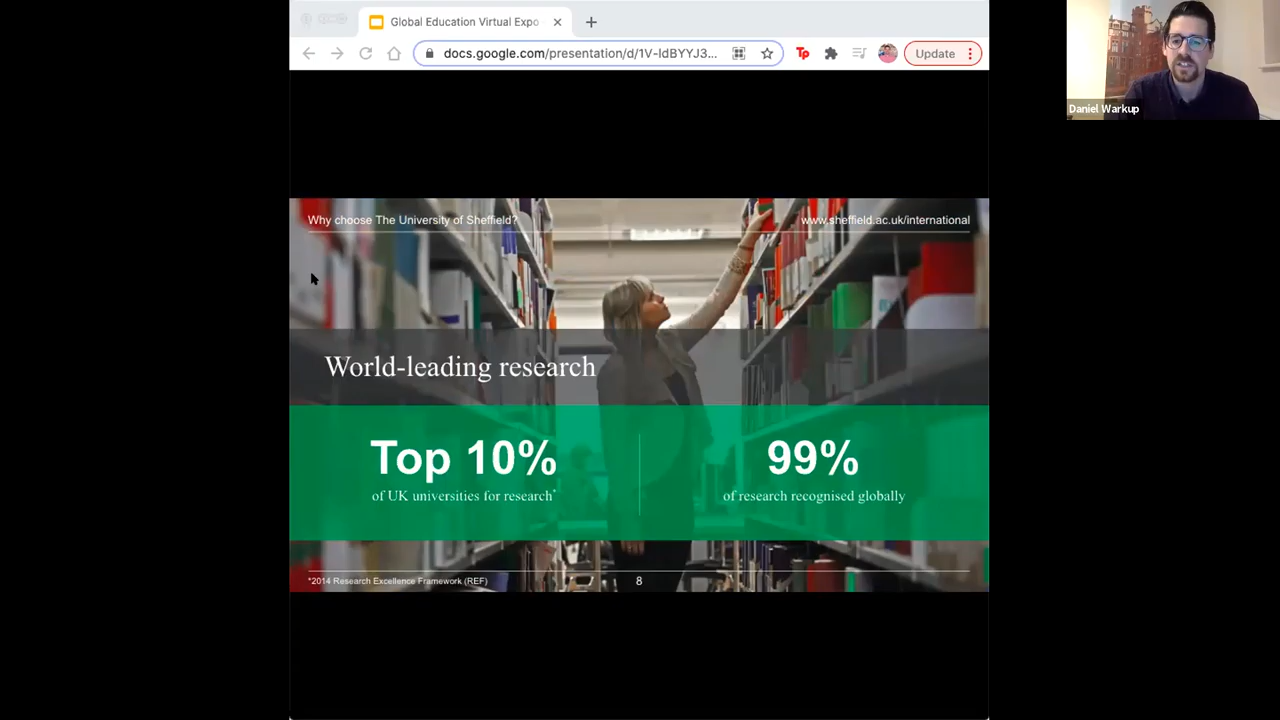 Global Education Virtual Expo
docs.google.com/presentation/d/1V-ldBYYJ3...
Tp
Update
Daniel Warkup
Why choose The University of Sheffield?
www.sheffield.ac.uk/international
World-leading research
Top 10%
of UK universities for research*
99%
of research recognised globally
*2014 Research Excellence Framework (REF)
8